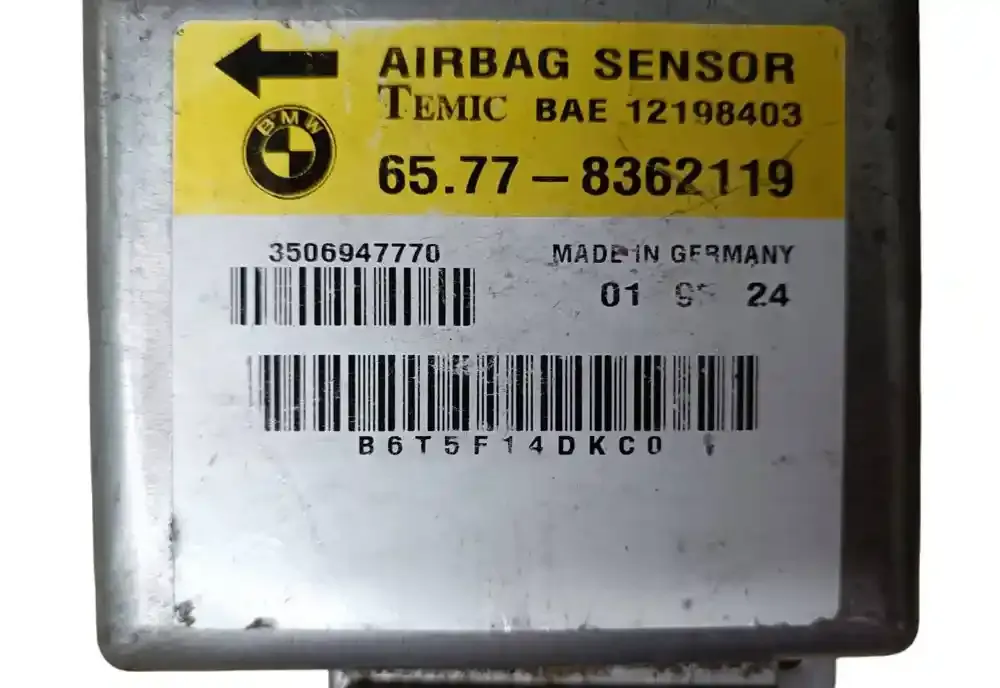 AIRBAG SENSOR
BMW
TEMIC BAE 12198403
65.77 – 8362119
3506947770
MADE IN GERMANY
01 24
B6T5F14DKC0